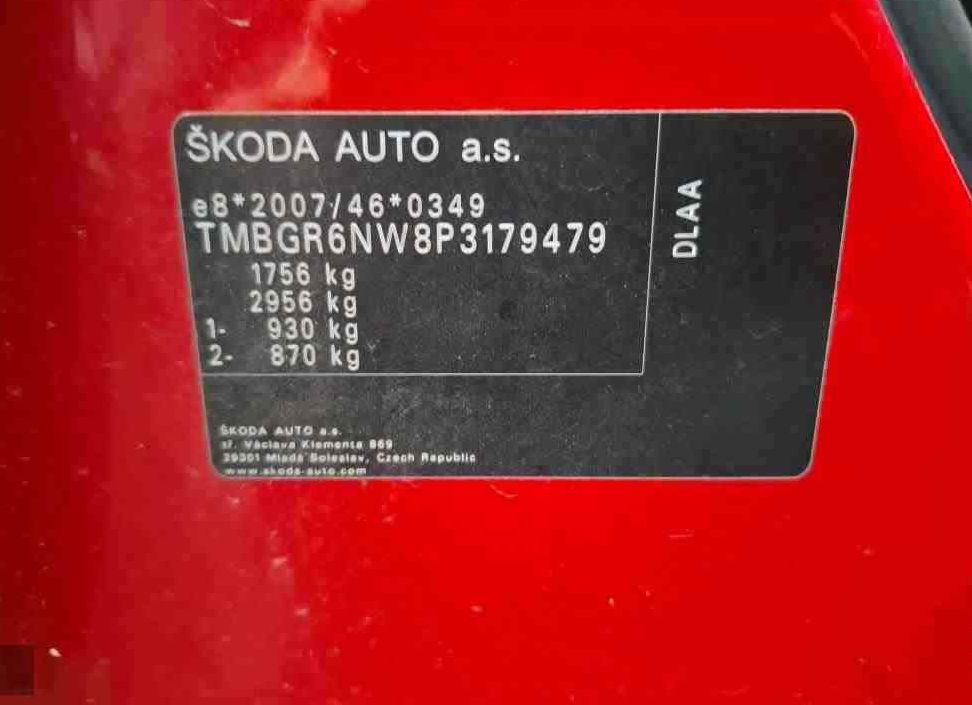 ŠKODA AUTO a.s.
e8*2007/46*0349
TMBGR6NW8P3179479
1756 kg
2956 kg
1- 930 kg
2- 870 kg
DLAA
ŠKODA AUTO a.s.
tř. Václava Klementa 869
29301 Mladá Boleslav, Czech Republic
www.skoda-auto.com